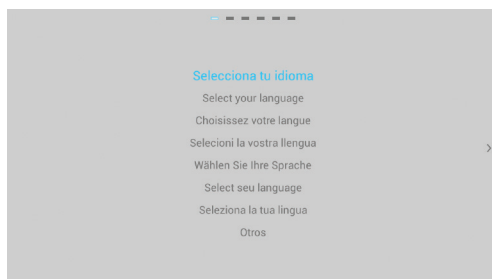 Selecciona tu idioma
Select your language
Choisissez votre langue
Selecioni la vostra llengua
Wählen Sie Ihre Sprache
Select seu language
Seleziona la tua lingua
Otros